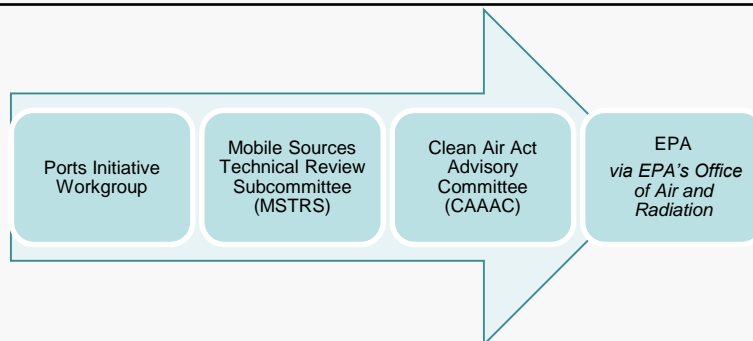 Ports Initiative
Workgroup
Mobile Sources
Technical Review
Subcommittee
(MSTRS)
Clean Air Act
Advisory
Committee
(CAAAC)
EPA
via EPA's Office
of Air and
Radiation